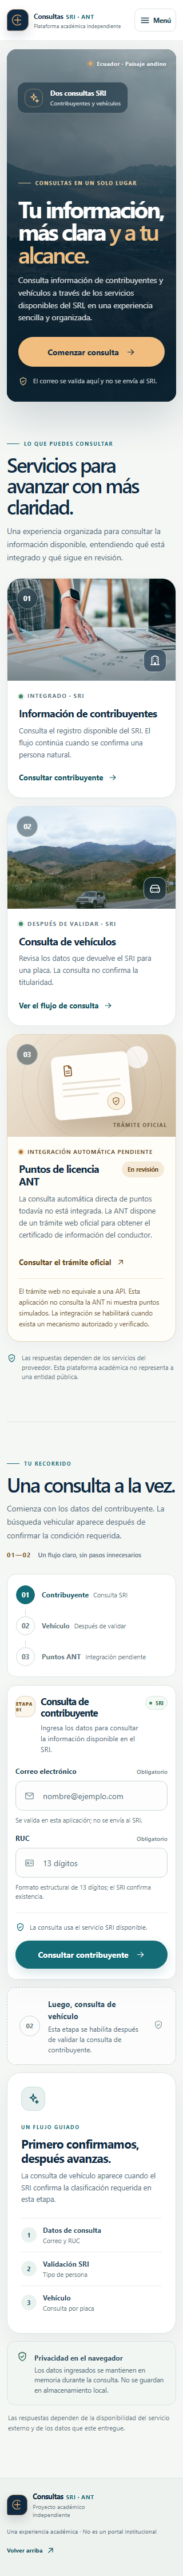 Consultas SRI · ANT
Plataforma académica independiente
Menú
Ecuador · Paisaje andino
Dos consultas SRI
Contribuyentes y vehículos
CONSULTAS EN UN SOLO LUGAR
Tu información,
más clara y a tu
alcance.
Consulta información de contribuyentes y
vehículos a través de los servicios
disponibles del SRI, en una experiencia
sencilla y organizada.
Comenzar consulta
El correo se valida aquí y no se envía al SRI.
LO QUE PUEDES CONSULTAR
Servicios para
avanzar con más
claridad.
Una experiencia organizada para consultar la
información disponible, entendiendo qué está
integrado y qué sigue en revisión.
01
INTEGRADO · SRI
Información de contribuyentes
Consulta el registro disponible del SRI. El
flujo continúa cuando se confirma una
persona natural.
Consultar contribuyente
02
DESPUÉS DE VALIDAR · SRI
Consulta de vehículos
Revisa los datos que devuelve el SRI para
una placa. La consulta no confirma la
titularidad.
Ver el flujo de consulta
03
TRÁMITE OFICIAL
INTEGRACIÓN AUTOMÁTICA PENDIENTE
Puntos de licencia
ANT
En revisión
La consulta automática directa de puntos
todavía no está integrada. La ANT dispone
de un trámite web oficial para obtener el
certificado de información del conductor.
Consultar el trámite oficial
El trámite web no equivale a una API. Esta
aplicación no consulta la ANT ni muestra puntos
simulados. La integración se habilitará cuando
exista un mecanismo autorizado y verificado.
Las respuestas dependen de los servicios del
proveedor. Esta plataforma académica no representa a
una entidad pública.
TU RECORRIDO
Una consulta a la vez.
Comienza con los datos del contribuyente. La
búsqueda vehicular aparece después de
confirmar la condición requerida.
01—02 Un flujo claro, sin pasos innecesarios
01 Contribuyente Consulta SRI
02 Vehículo Después de validar
03 Puntos ANT Integración pendiente
ETAPA
01
Consulta de
contribuyente
SRI
Ingresa los datos para consultar
la información disponible en el
SRI.
Correo electrónico Obligatorio
nombre@ejemplo.com
Se valida en esta aplicación; no se envía al SRI.
RUC Obligatorio
13 dígitos
Formato estructural de 13 dígitos; el SRI confirma
existencia.
La consulta usa el servicio SRI disponible.
Consultar contribuyente
02
Luego, consulta de
vehículo
Esta etapa se habilita después
de validar la consulta de
contribuyente.
UN FLUJO GUIADO
Primero confirmamos,
después avanzas.
La consulta de vehículo aparece cuando el
SRI confirma la clasificación requerida en
esta etapa.
1 Datos de consulta
Correo y RUC
2 Validación SRI
Tipo de persona
3 Vehículo
Consulta por placa
Privacidad en el navegador
Los datos ingresados se mantienen en
memoria durante la consulta. No se guardan
en almacenamiento local.
Las respuestas dependen de la disponibilidad del servicio
externo y de los datos que este entregue.
Consultas SRI · ANT
Proyecto académico
independiente
Una experiencia académica · No es un portal institucional
Volver arriba